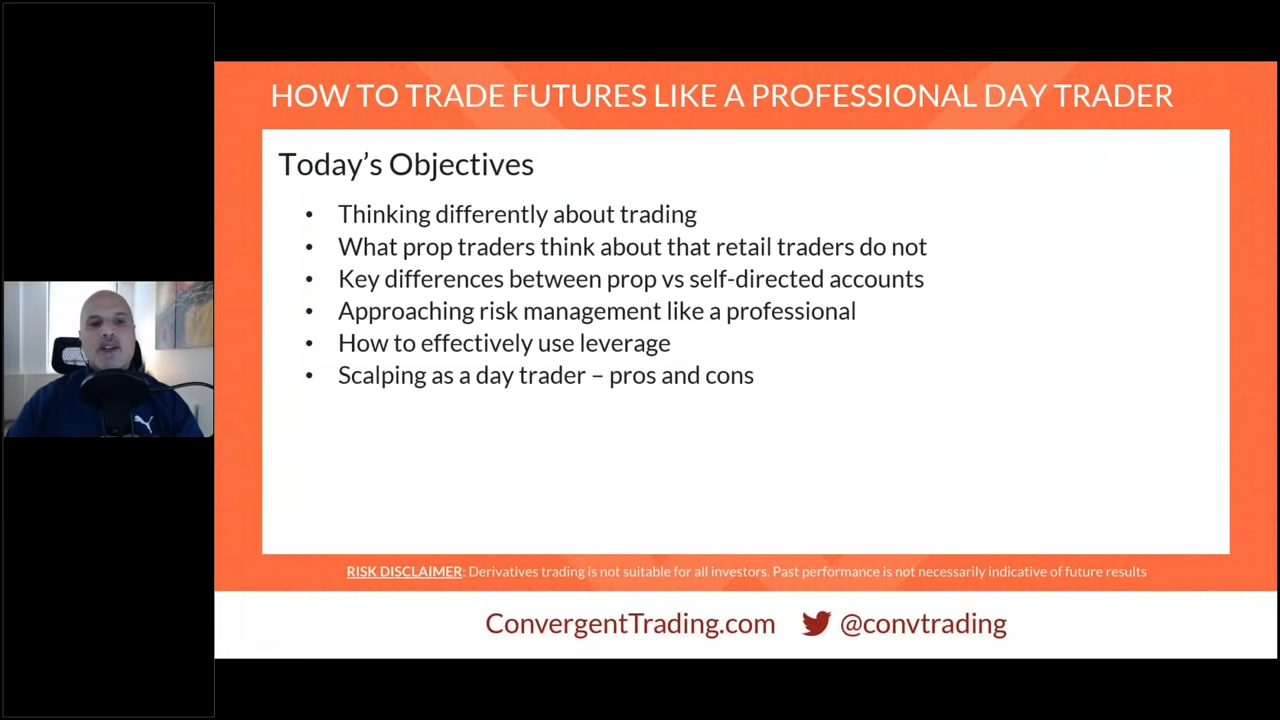 HOW TO TRADE FUTURES LIKE A PROFESSIONAL DAY TRADER
Today's Objectives
• Thinking differently about trading
• What prop traders think about that retail traders do not
• Key differences between prop vs self-directed accounts
• Approaching risk management like a professional
• How to effectively use leverage
• Scalping as a day trader – pros and cons
RISK DISCLAIMER: Derivatives trading is not suitable for all investors. Past performance is not necessarily indicative of future results
ConvergentTrading.com @convtrading